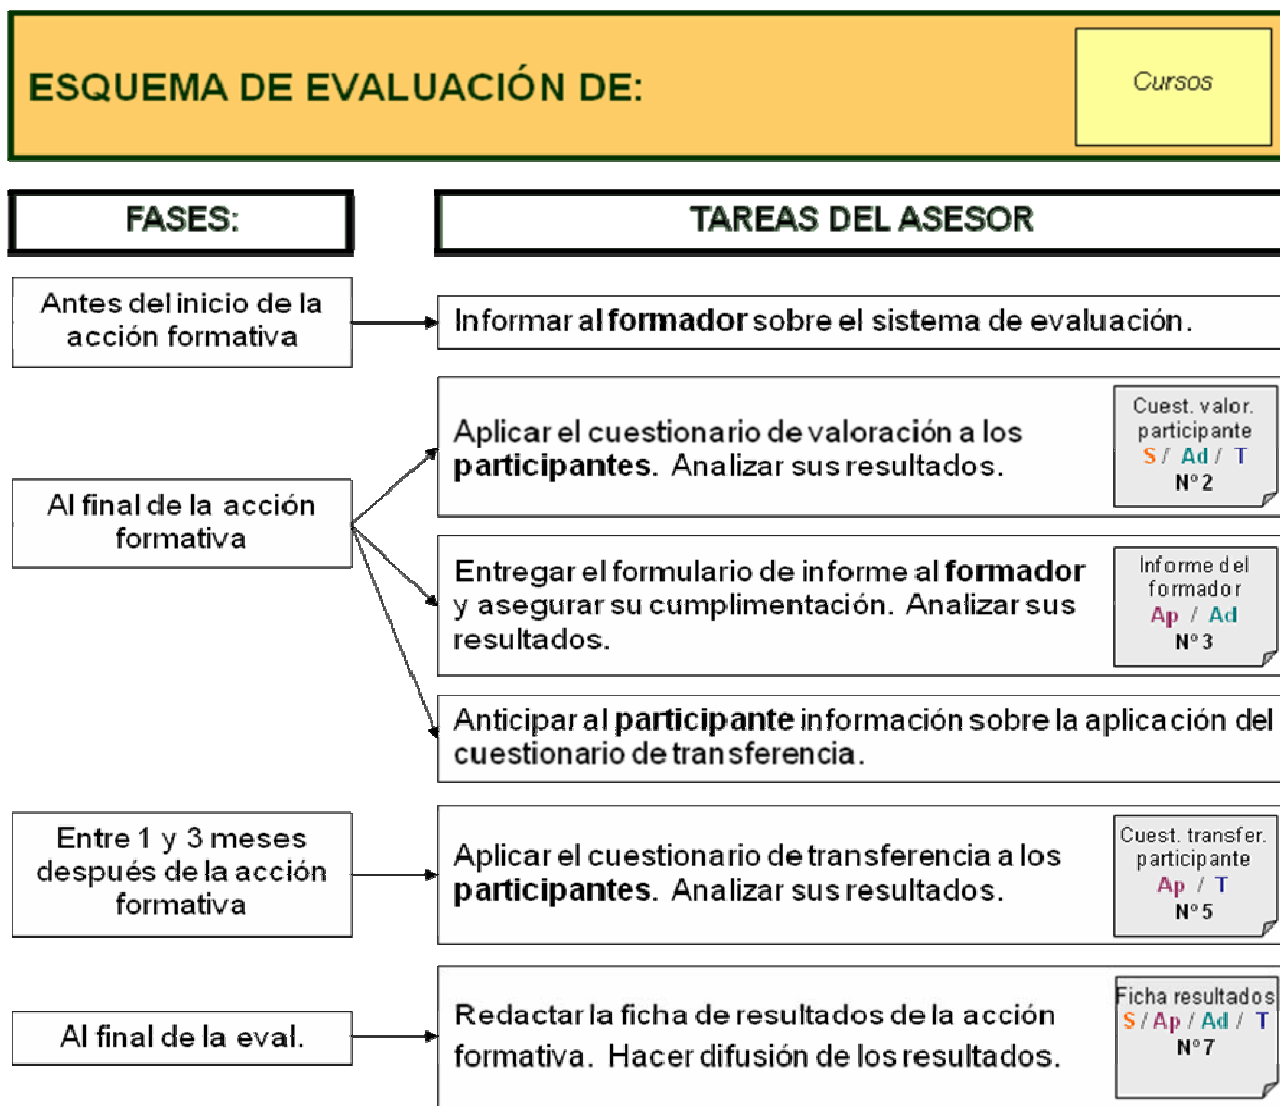 ESQUEMA DE EVALUACIÓN DE:
Cursos
FASES:
TAREAS DEL ASESOR
Antes del inicio de la
acción formativa
Informar al formador sobre el sistema de evaluación.
Al final de la acción
formativa
Aplicar el cuestionario de valoración a los
participantes. Analizar sus resultados.
Cuest. valor.
participante
S / Ad / T
Nº 2
Entregar el formulario de informe al formador
y asegurar su cumplimentación. Analizar sus
resultados.
Informe del
formador
Ap / Ad
Nº 3
Anticipar al participante información sobre la aplicación del
cuestionario de transferencia.
Entre 1 y 3 meses
después de la acción
formativa
Aplicar el cuestionario de transferencia a los
participantes. Analizar sus resultados.
Cuest. transfer.
participante
Ap / T
Nº 5
Al final de la eval.
Redactar la ficha de resultados de la acción
formativa. Hacer difusión de los resultados.
Ficha resultados
S / Ap / Ad / T
Nº 7